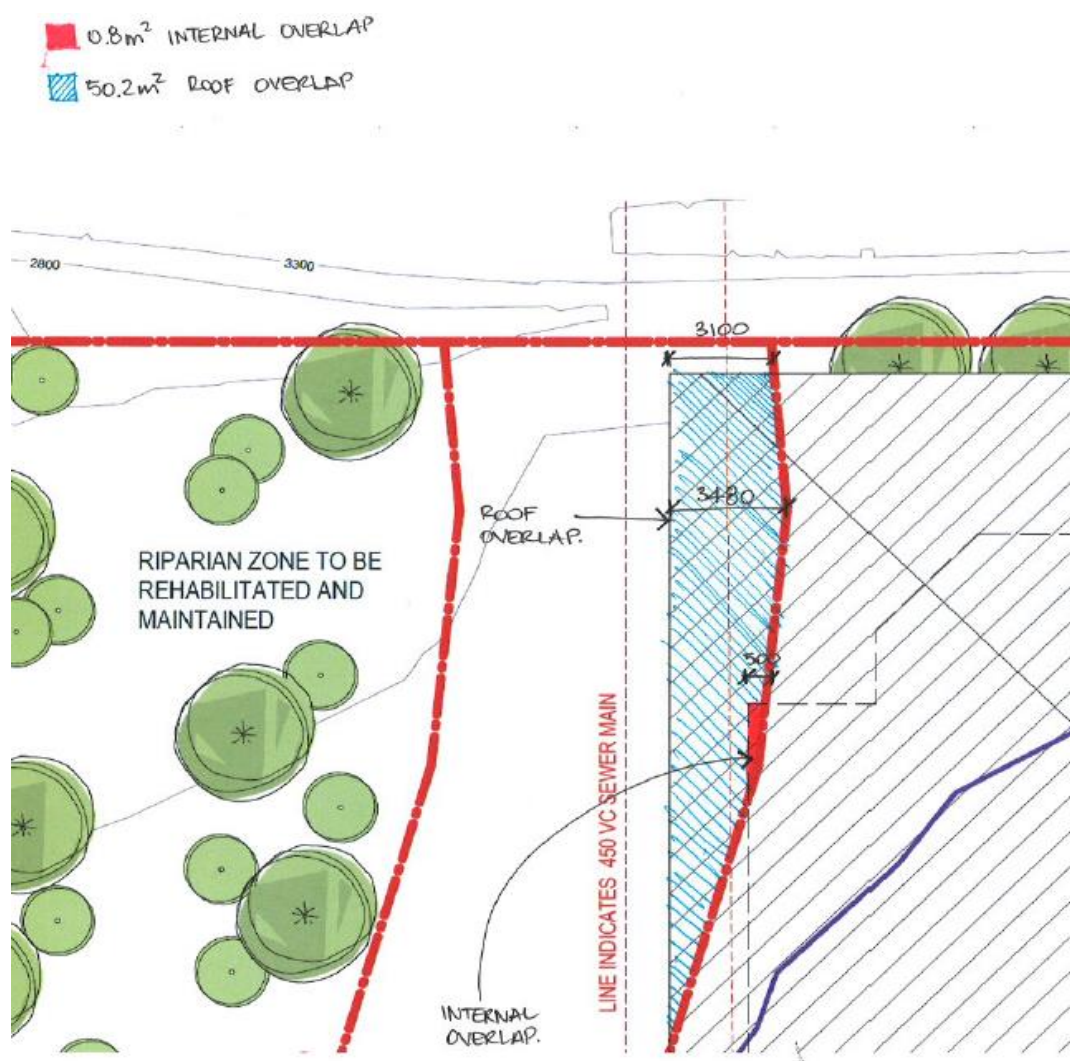 0.8m² INTERNAL OVERLAP
50.2m² ROOF OVERLAP
2800
3300
3100
3480
ROOF
OVERLAP.
RIPARIAN ZONE TO BE
REHABILITATED AND
MAINTAINED
500
LINE INDICATES 450 VC SEWER MAIN
INTERNAL
OVERLAP.